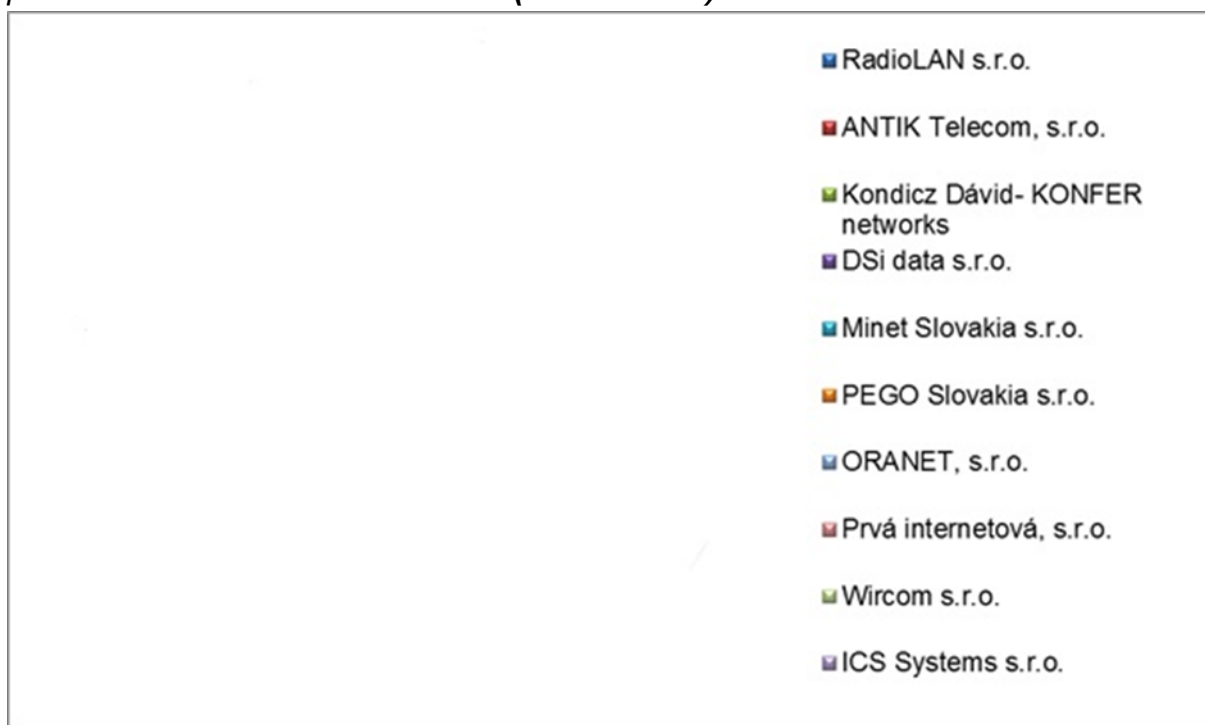 RadioLAN s.r.o.
ANTIK Telecom, s.r.o.
Kondicz Dávid- KONFER
networks
DSi data s.r.o.
Minet Slovakia s.r.o.
PEGO Slovakia s.r.o.
ORANET, s.r.o.
Prvá internetová, s.r.o.
Wircom s.r.o.
ICS Systems s.r.o.